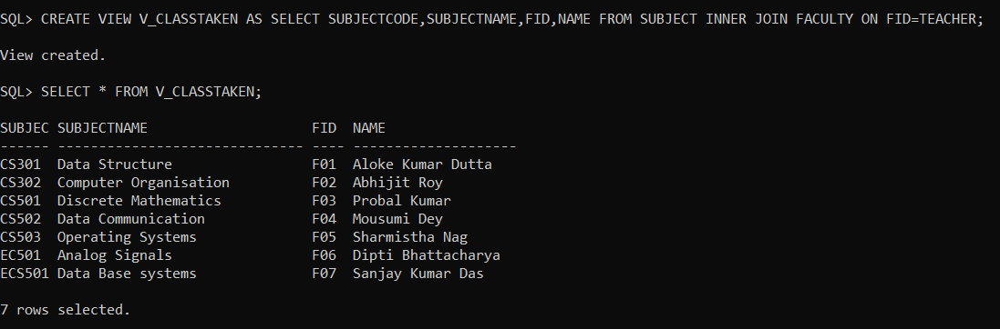 SQL> CREATE VIEW V_CLASSTAKEN AS SELECT SUBJECTCODE,SUBJECTNAME,FID,NAME FROM SUBJECT INNER JOIN FACULTY ON FID=TEACHER;
View created.
SQL> SELECT * FROM V_CLASSTAKEN;
SUBJEC SUBJECTNAME                    FID  NAME
------ ------------------------------ ---- --------------------
CS301  Data Structure                 F01  Aloke Kumar Dutta
CS302  Computer Organisation          F02  Abhijit Roy
CS501  Discrete Mathematics           F03  Probal Kumar
CS502  Data Communication             F04  Mousumi Dey
CS503  Operating Systems              F05  Sharmistha Nag
EC501  Analog Signals                 F06  Dipti Bhattacharya
ECS501 Data Base systems              F07  Sanjay Kumar Das
7 rows selected.